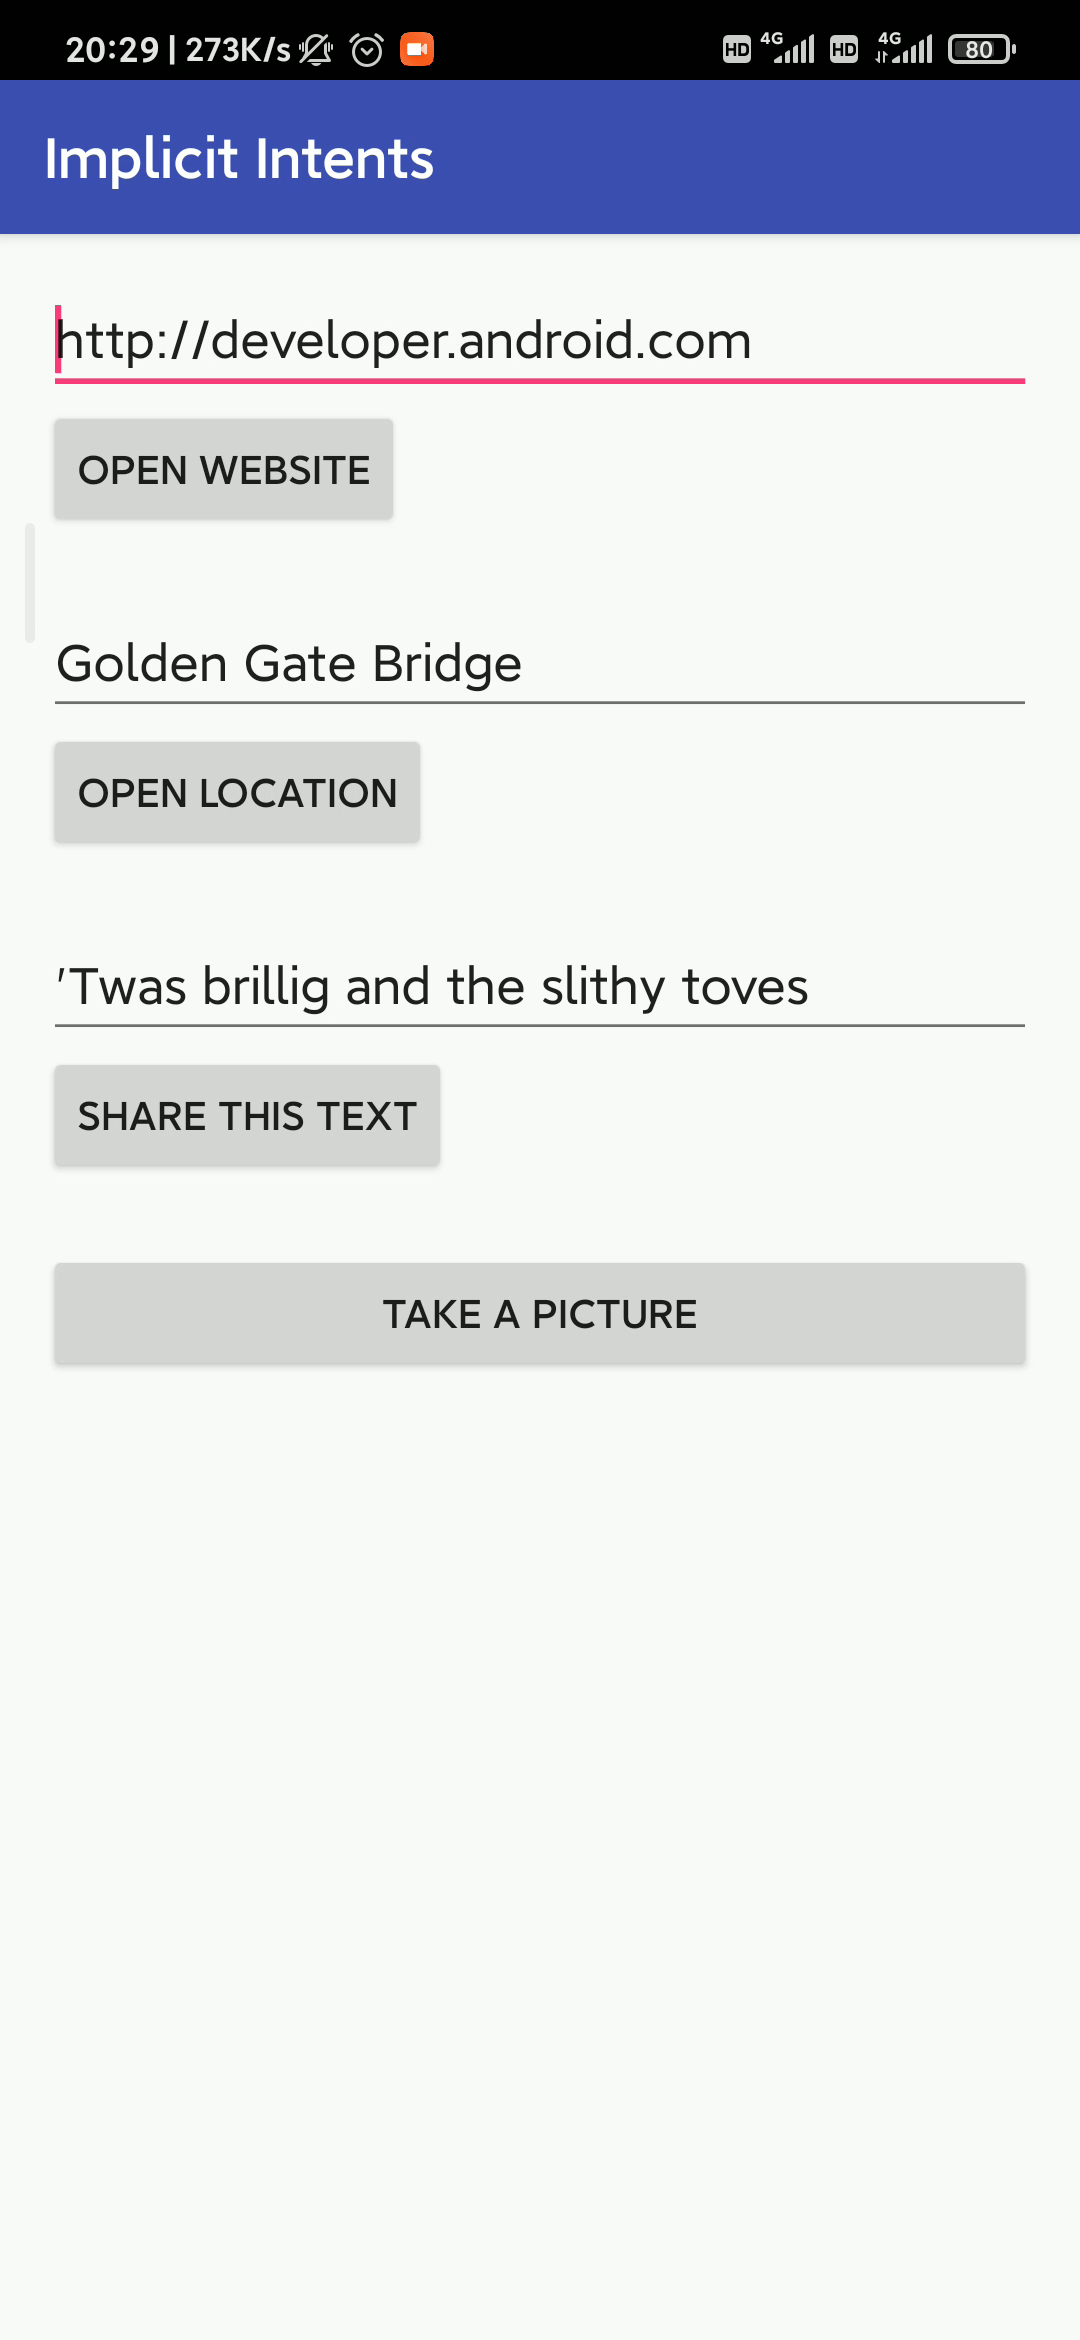 20:29 | 273K/s HD 4G HD 4G 80
Implicit Intents
http://developer.android.com
OPEN WEBSITE
Golden Gate Bridge
OPEN LOCATION
'Twas brillig and the slithy toves
SHARE THIS TEXT
TAKE A PICTURE